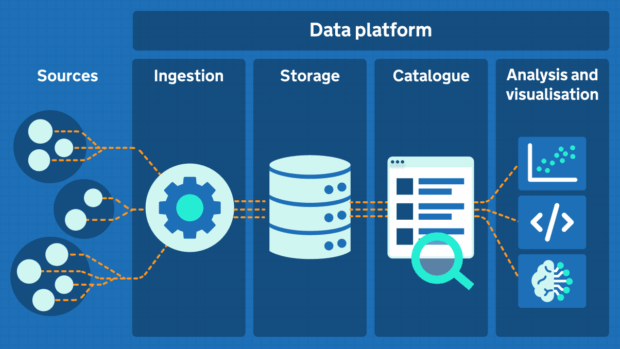 Data platform
Sources
Ingestion
Storage
Catalogue
Analysis and
visualisation
</>